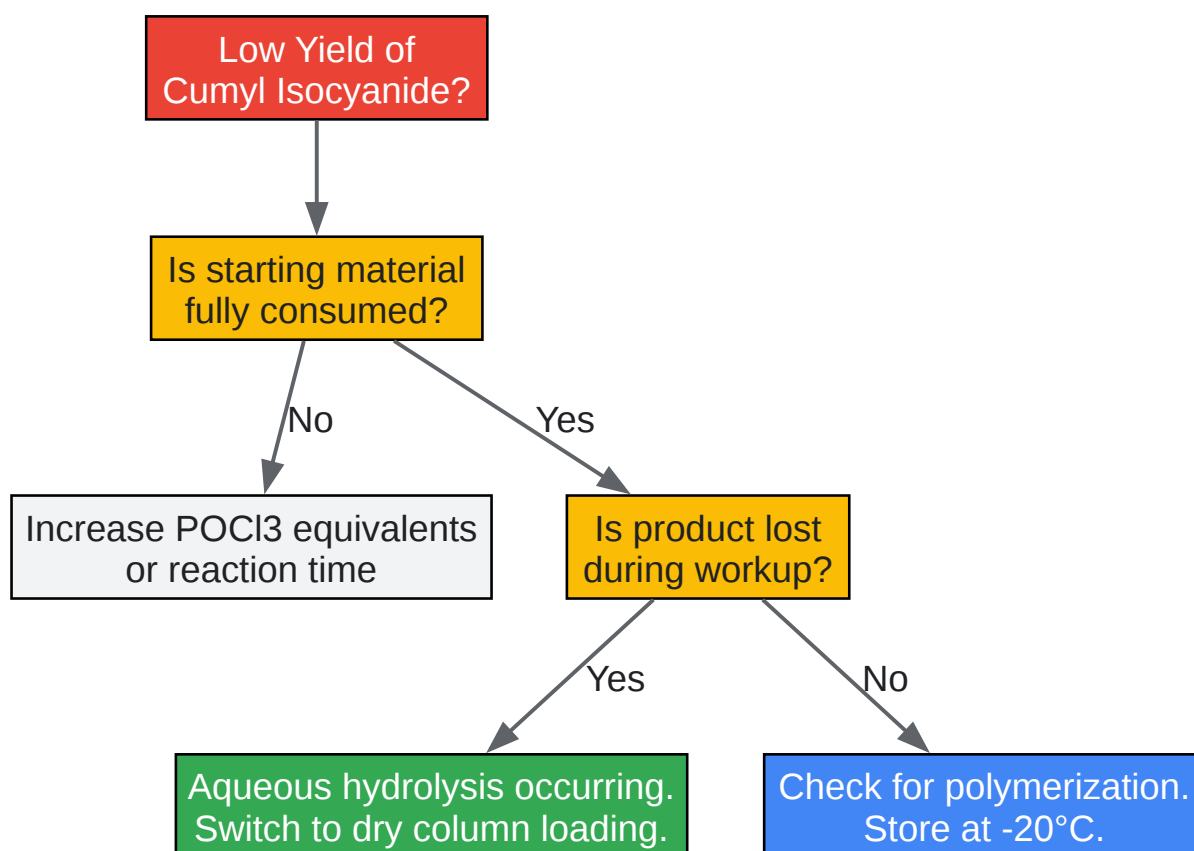 Low Yield of
Cumyl Isocyanide?
Is starting material
fully consumed?
No
Yes
Increase POCl3 equivalents
or reaction time
Is product lost
during workup?
Yes
No
Aqueous hydrolysis occurring.
Switch to dry column loading.
Check for polymerization.
Store at -20°C.